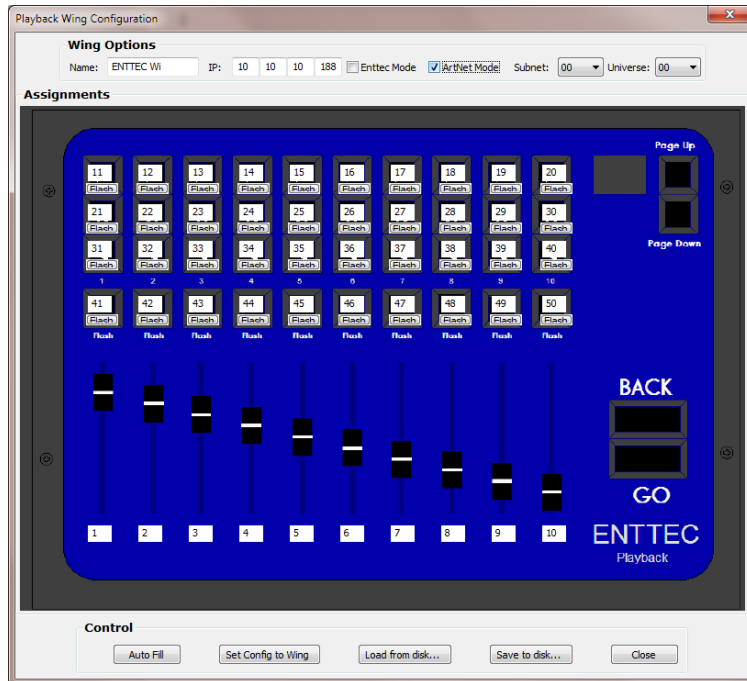 Playback Wing Configuration
Wing Options
Name: ENTTEC Wi IP: 10 10 10 188 Enttec Mode ArtNet Mode Subnet: 00 Universe: 00
Assignments
Page Up
11 12 13 14 15 16 17 18 19 20
Flash Flash Flash Flash Flash Flash Flash Flash Flash Flash
21 22 23 24 25 26 27 28 29 30
Flash Flash Flash Flash Flash Flash Flash Flash Flash Flash
Page Down
31 32 33 34 35 36 37 38 39 40
Flash Flash Flash Flash Flash Flash Flash Flash Flash Flash
1 2 3 4 5 6 7 8 9 10
41 42 43 44 45 46 47 48 49 50
Flash Flash Flash Flash Flash Flash Flash Flash Flash Flash
Flash Flash Flash Flash Flash Flash Flash Flash Flash Flash
BACK
GO
1 2 3 4 5 6 7 8 9 10
ENTTEC
Playback
Control
Auto Fill Set Config to Wing Load from disk... Save to disk... Close